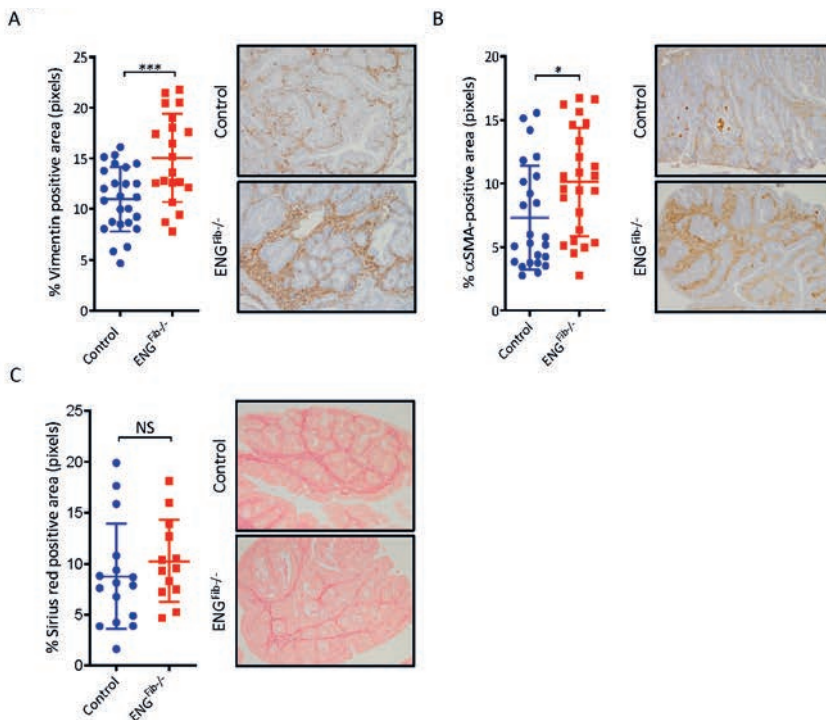 A
% Vimentin positive area (pixels)
25
20
15
10
5
0
***
Control
ENGFib-/-
Control
ENGFib-/-
B
% αSMA-positive area (pixels)
20
15
10
5
0
*
Control
ENGFib-/-
Control
ENGFib-/-
C
% Sirius red positive area (pixels)
25
20
15
10
5
0
NS
Control
ENGFib-/-
Control
ENGFib-/-